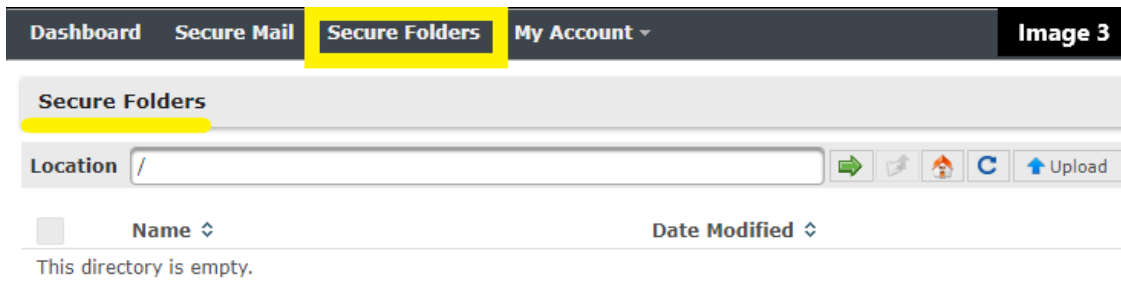 Dashboard Secure Mail Secure Folders My Account Image 3
Secure Folders
Location / Upload
Name Date Modified
This directory is empty.